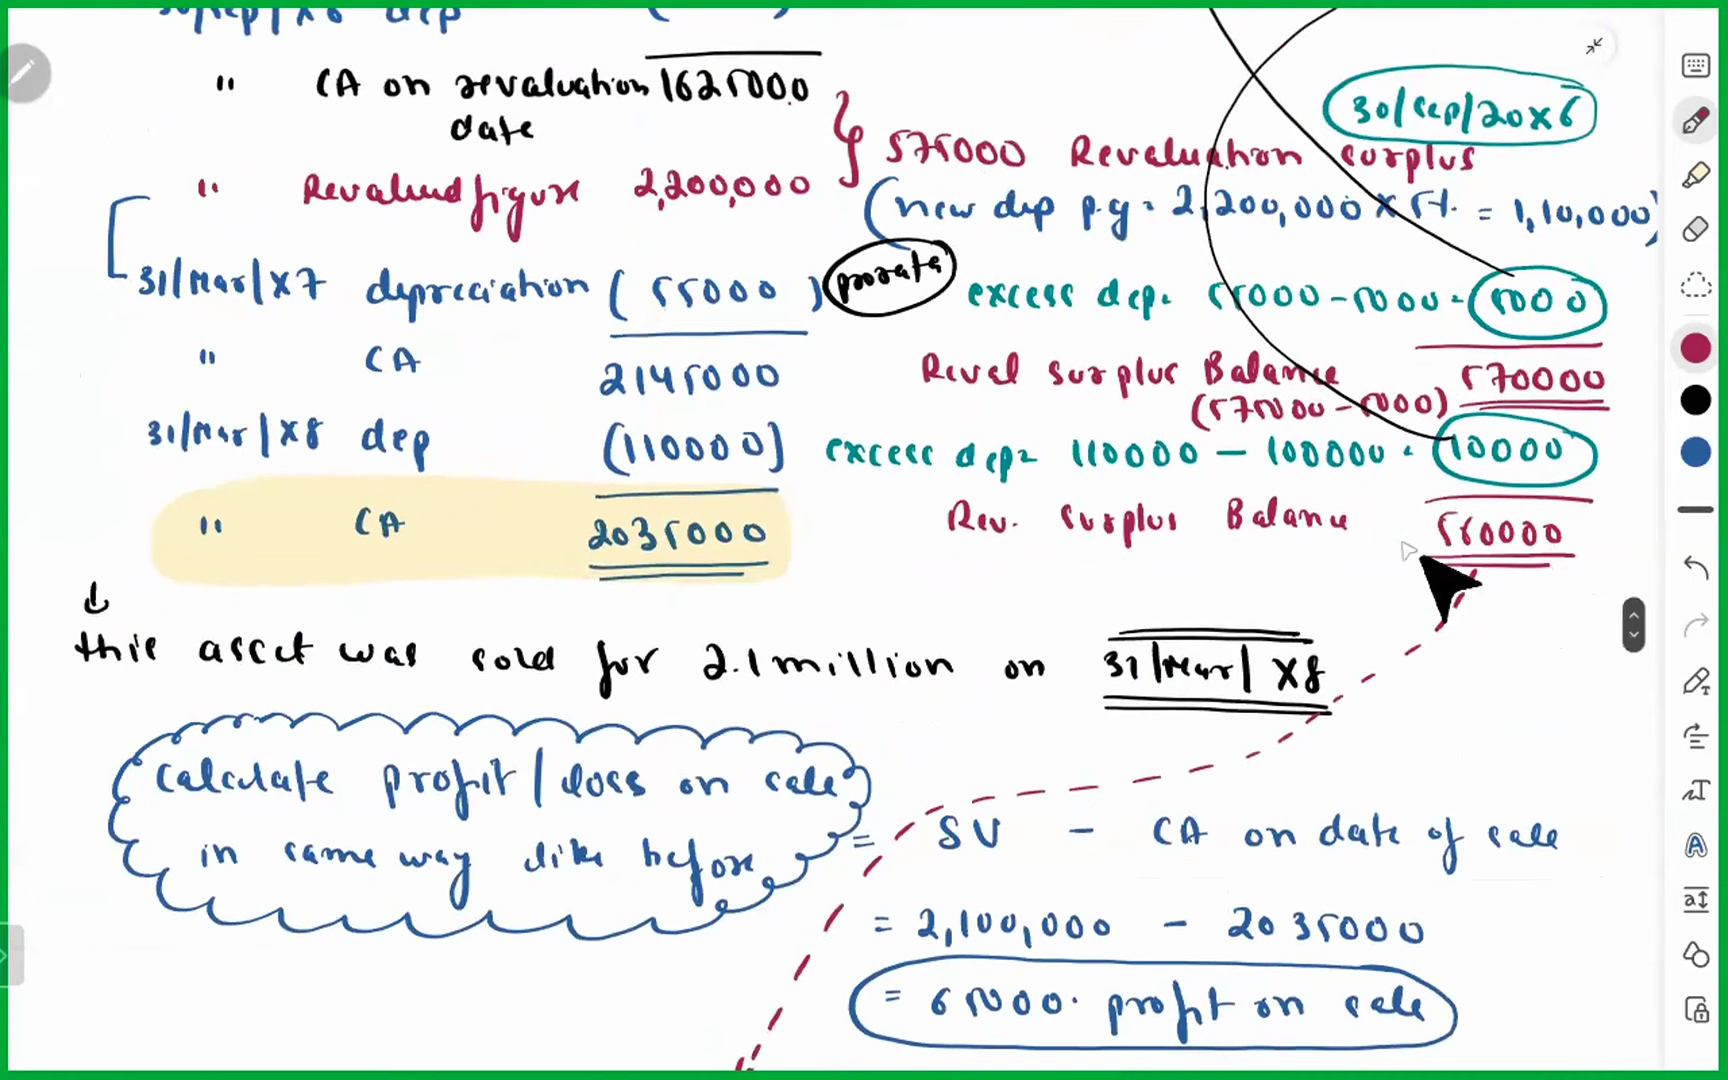 " CA on revaluation 1625000
date
30/sep/20X6
575000 Revaluation surplus
" Revalued figure 2,200,000
(new dep p.y = 2,200,000 x 5%. = 1,10,000)
31/Mar/X7 depreciation (55000) prorata excess dep = 55000 - 5000 = 5000
" CA 2145000
Reval surplus Balance 570000
(575000 - 5000)
31/Mar/X8 dep (110000) excess dep = 110000 - 100000 = 10000
" CA 2035000
Rev. surplus Balance 560000
↓
this asset was sold for 2.1 million on 31/Mar/X8
calculate profit/loss on sale
in same way like before
= SV - CA on date of sale
= 2,100,000 - 2035000
= 65000. profit on sale